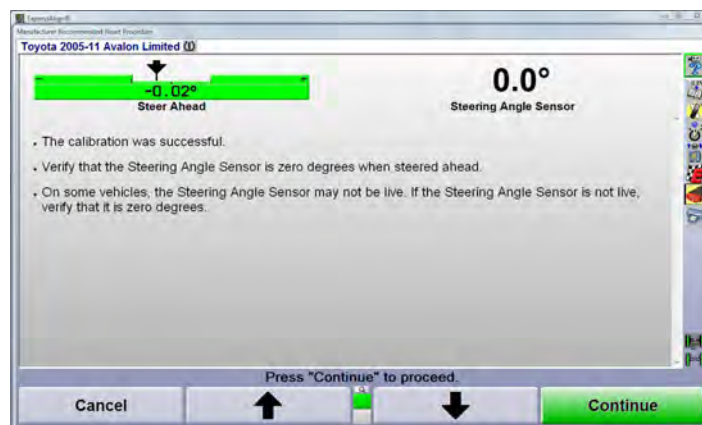 ExpressAlign®
Manufacturer Recommended Reset Procedure
Toyota 2005-11 Avalon Limited
-0.02°
Steer Ahead
0.0°
Steering Angle Sensor
. The calibration was successful.
. Verify that the Steering Angle Sensor is zero degrees when steered ahead.
. On some vehicles, the Steering Angle Sensor may not be live. If the Steering Angle Sensor is not live,
verify that it is zero degrees.
Press "Continue" to proceed.
Cancel
Continue